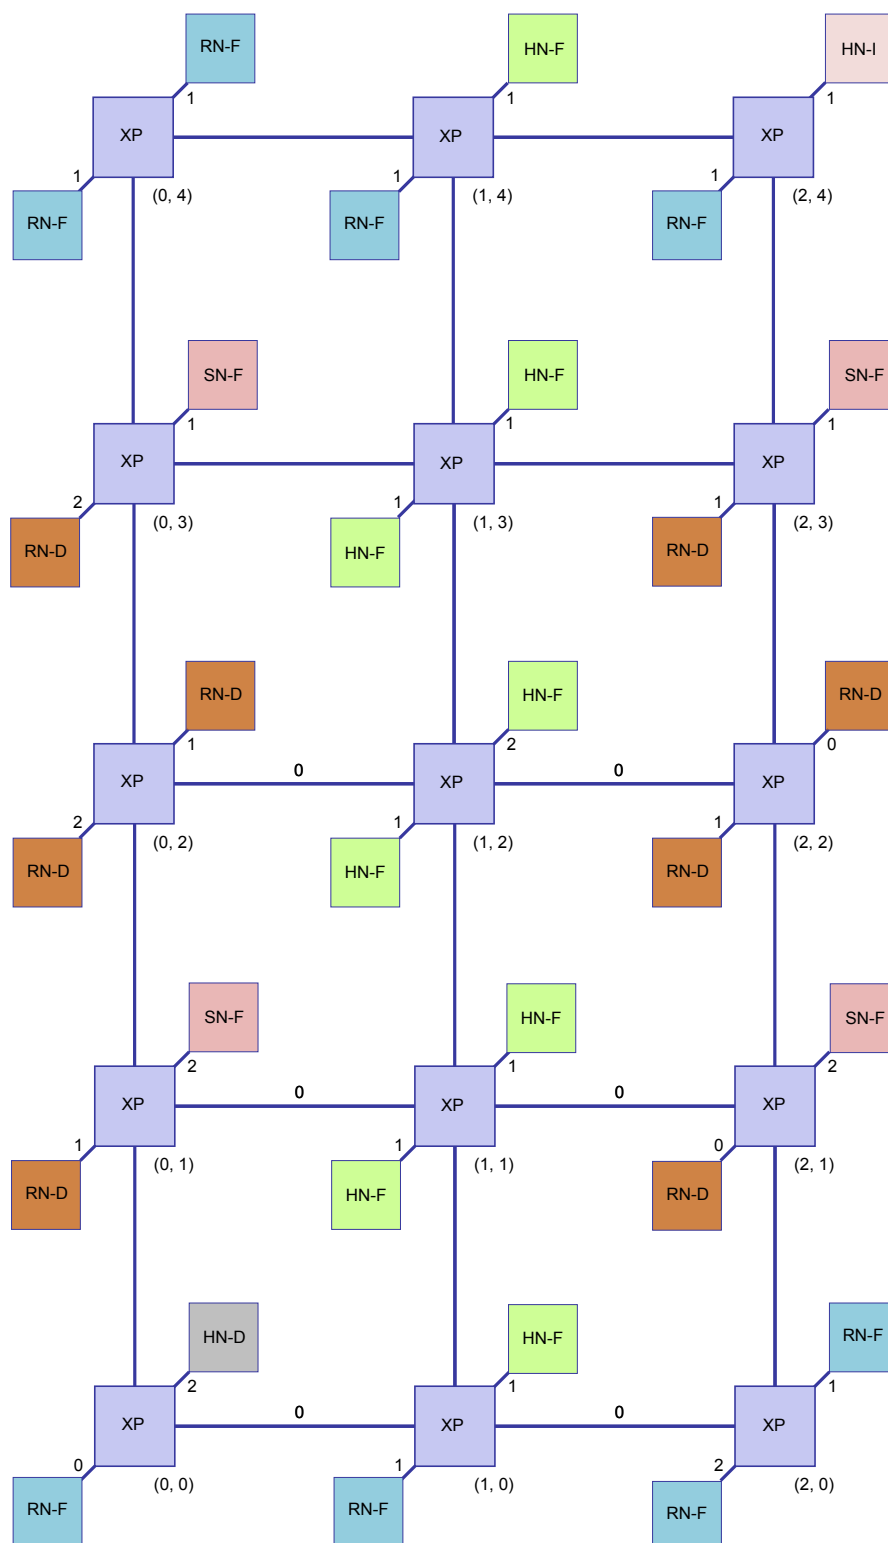 RN-F
HN-F
HN-I
1
1
1
XP
XP
XP
1
1
1
(0, 4)
(1, 4)
(2, 4)
RN-F
RN-F
RN-F
SN-F
HN-F
SN-F
1
1
1
XP
XP
XP
2
1
1
(0, 3)
(1, 3)
(2, 3)
RN-D
HN-F
RN-D
RN-D
HN-F
RN-D
1
2
0
XP
0
XP
0
XP
2
1
1
(0, 2)
(1, 2)
(2, 2)
RN-D
HN-F
RN-D
SN-F
HN-F
SN-F
2
1
2
XP
0
XP
0
XP
1
1
0
(0, 1)
(1, 1)
(2, 1)
RN-D
HN-F
RN-D
HN-D
HN-F
RN-F
2
1
1
XP
0
XP
0
XP
0
1
2
(0, 0)
(1, 0)
(2, 0)
RN-F
RN-F
RN-F